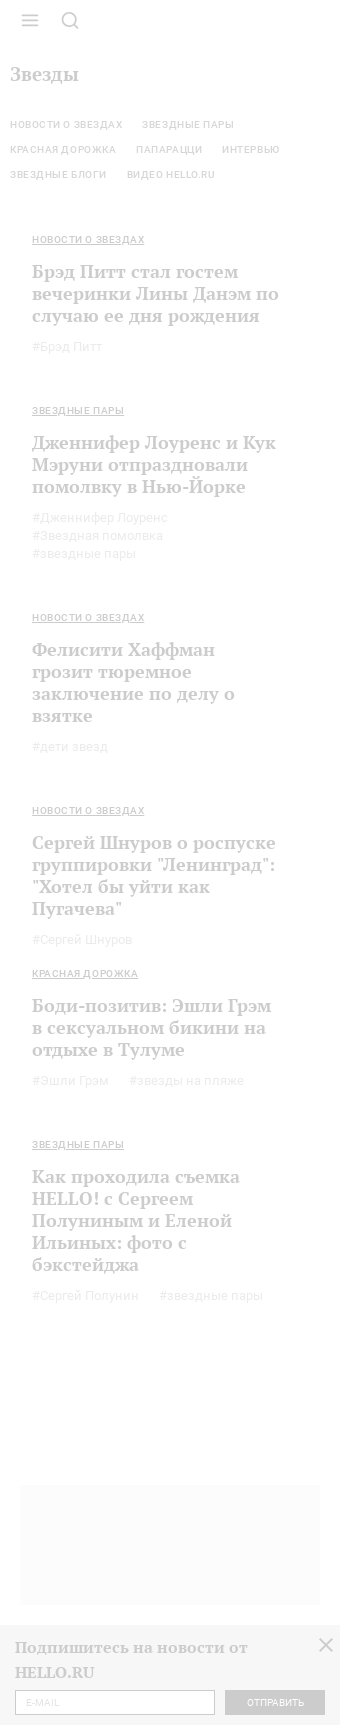 Звезды
НОВОСТИ О ЗВЕЗДАХ ЗВЕЗДНЫЕ ПАРЫ
КРАСНАЯ ДОРОЖКА ПАПАРАЦЦИ ИНТЕРВЬЮ
ЗВЕЗДНЫЕ БЛОГИ ВИДЕО HELLO.RU
НОВОСТИ О ЗВЕЗДАХ
Брэд Питт стал гостем
вечеринки Лины Данэм по
случаю ее дня рождения
#Брэд Питт
ЗВЕЗДНЫЕ ПАРЫ
Дженнифер Лоуренс и Кук
Мэруни отпраздновали
помолвку в Нью-Йорке
#Дженнифер Лоуренс
#Звездная помолвка
#звездные пары
НОВОСТИ О ЗВЕЗДАХ
Фелисити Хаффман
грозит тюремное
заключение по делу о
взятке
#дети звезд
НОВОСТИ О ЗВЕЗДАХ
Сергей Шнуров о роспуске
группировки "Ленинград":
"Хотел бы уйти как
Пугачева"
#Сергей Шнуров
КРАСНАЯ ДОРОЖКА
Боди-позитив: Эшли Грэм
в сексуальном бикини на
отдыхе в Тулуме
#Эшли Грэм #звезды на пляже
ЗВЕЗДНЫЕ ПАРЫ
Как проходила съемка
HELLO! с Сергеем
Полуниным и Еленой
Ильиных: фото с
бэкстейджа
#Сергей Полунин #звездные пары
Подпишитесь на новости от
HELLO.RU
E-MAIL ОТПРАВИТЬ